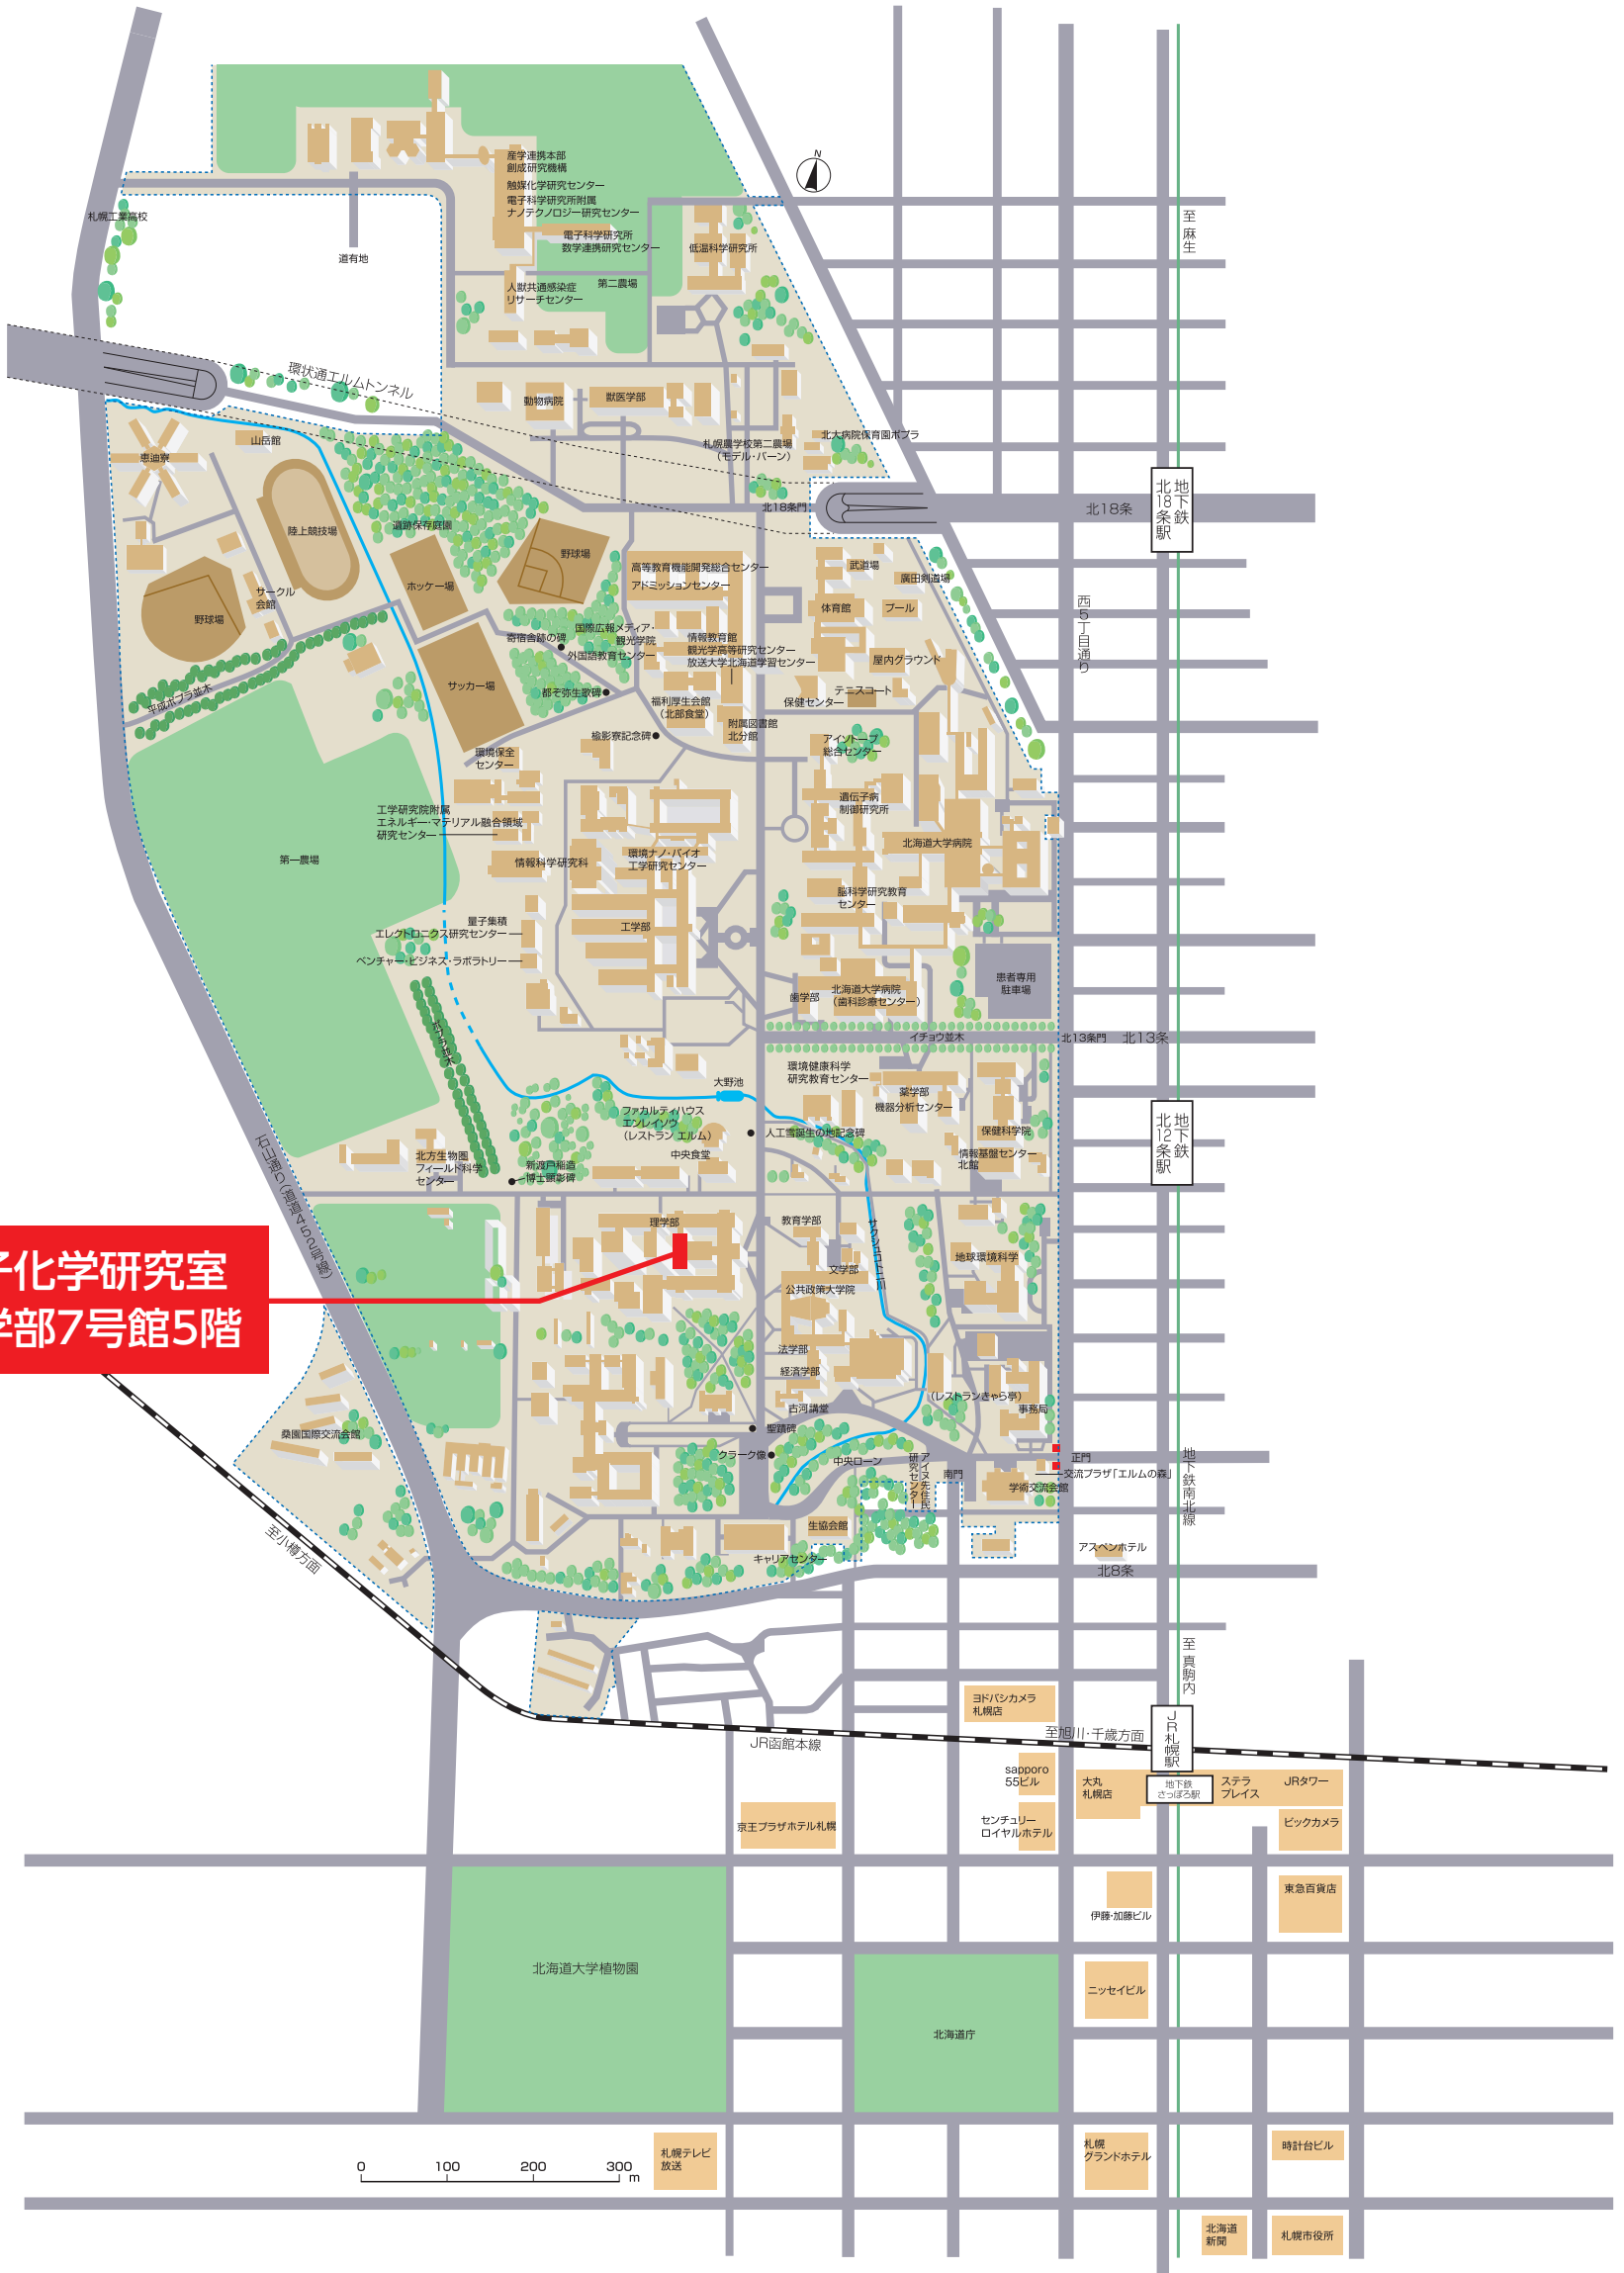 N
産学連携本部
創成研究機構
触媒化学研究センター
電子科学研究所附属
ナノテクノロジー研究センター
電子科学研究所
数学連携研究センター
低温科学研究所
札幌工業高校
道有地
人獣共通感染症
リサーチセンター
第二農場
至 麻生
環状通エルムトンネル
動物病院
獣医学部
札幌農学校第二農場
（モデル・バーン）
北大病院保育園ポプラ
恵迪寮
山岳館
陸上競技場
遺跡保存庭園
北18条門
北18条
地下鉄
北18条駅
野球場
ホッケー場
高等教育機能開発総合センター
アドミッションセンター
武道場
廣田剣道場
体育館
プール
サークル
会館
野球場
西5丁目通り
寄宿舎跡の碑
国際広報メディア・
観光学院
外国語教育センター
情報教育館
観光学高等研究センター
放送大学北海道学習センター
屋内グラウンド
サッカー場
平成ポプラ並木
都ぞ弥生歌碑
福利厚生会館
（北部食堂）
保健センター
テニスコート
附属図書館
北分館
楡影寮記念碑
アイソトープ
総合センター
環境保全
センター
工学研究院附属
エネルギー・マテリアル融合領域
研究センター
遺伝子病
制御研究所
北海道大学病院
第一農場
情報科学研究科
環境ナノ・バイオ
工学研究センター
脳科学研究教育
センター
量子集積
エレクトロニクス研究センター
工学部
ベンチャー・ビジネス・ラボラトリー
患者専用
駐車場
歯学部
北海道大学病院
（歯科診療センター）
ポプラ並木
イチョウ並木
北13条門
北13条
環境健康科学
研究教育センター
大野池
薬学部
機器分析センター
ファカルティハウス
エンレイソウ
（レストラン エルム）
人工雪誕生の地記念碑
保健科学院
地下鉄
北12条駅
中央食堂
情報基盤センター
北館
北方生物圏
フィールド科学
センター
新渡戸稲造
博士顕彰碑
石山通り（道道452号線）
理学部
教育学部
サクシュコトニ川
地球環境科学
文学部
公共政策大学院
子化学研究室
学部7号館5階
法学部
経済学部
（レストランきゃら亭）
古河講堂
事務局
桑園国際交流会館
聖蹟碑
クラーク像
中央ローン
アイヌ先住民
研究センター
南門
正門
交流プラザ「エルムの森」
学術交流会館
地下鉄南北線
至小樽方面
生協会館
キャリアセンター
アスペンホテル
北8条
至 真駒内
ヨドバシカメラ
札幌店
至旭川・千歳方面
JR函館本線
JR札幌駅
sapporo
55ビル
大丸
札幌店
地下鉄
さっぽろ駅
ステラ
プレイス
JRタワー
京王プラザホテル札幌
センチュリー
ロイヤルホテル
ビックカメラ
東急百貨店
伊藤・加藤ビル
北海道大学植物園
ニッセイビル
北海道庁
札幌テレビ
放送
札幌
グランドホテル
時計台ビル
0 100 200 300 m
北海道
新聞
札幌市役所